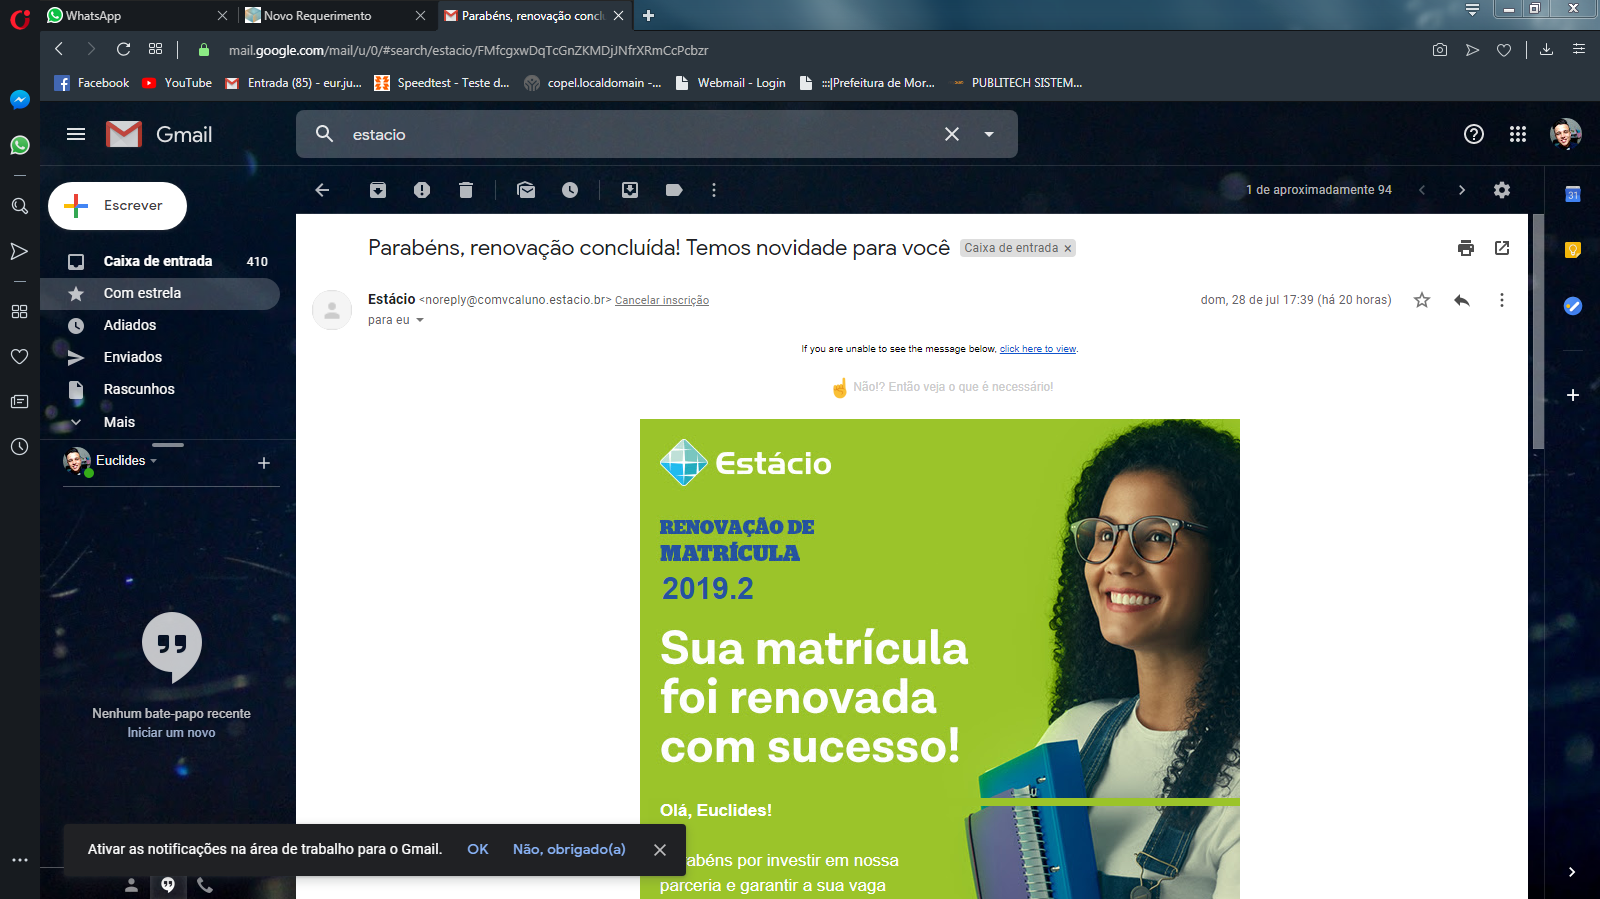 WhatsApp
Novo Requerimento
Parabéns, renovação concl
mail.google.com/mail/u/0/#search/estacio/FMfcgxwDqTcGnZKMDjJNfrXRmCcPcbzr
Facebook
YouTube
Entrada (85) - eur.ju...
Speedtest - Teste d...
copel.localdomain -...
Webmail - Login
:::|Prefeitura de Mor...
PUBLITECH SISTEM...
Gmail
estacio
Escrever
1 de aproximadamente 94
31
Caixa de entrada 410
Com estrela
Adiados
Enviados
Rascunhos
Mais
Euclides
Nenhum bate-papo recente
Iniciar um novo
Parabéns, renovação concluída! Temos novidade para você
Caixa de entrada x
Estácio <noreply@comvcaluno.estacio.br> Cancelar inscrição
dom, 28 de jul 17:39 (há 20 horas)
para eu
If you are unable to see the message below, click here to view.
Não!? Então veja o que é necessário!
Estácio
RENOVAÇÃO DE
MATRÍCULA
2019.2
Sua matrícula
foi renovada
com sucesso!
Olá, Euclides!
abéns por investir em nossa
parceria e garantir a sua vaga
Ativar as notificações na área de trabalho para o Gmail.
OK
Não, obrigado(a)